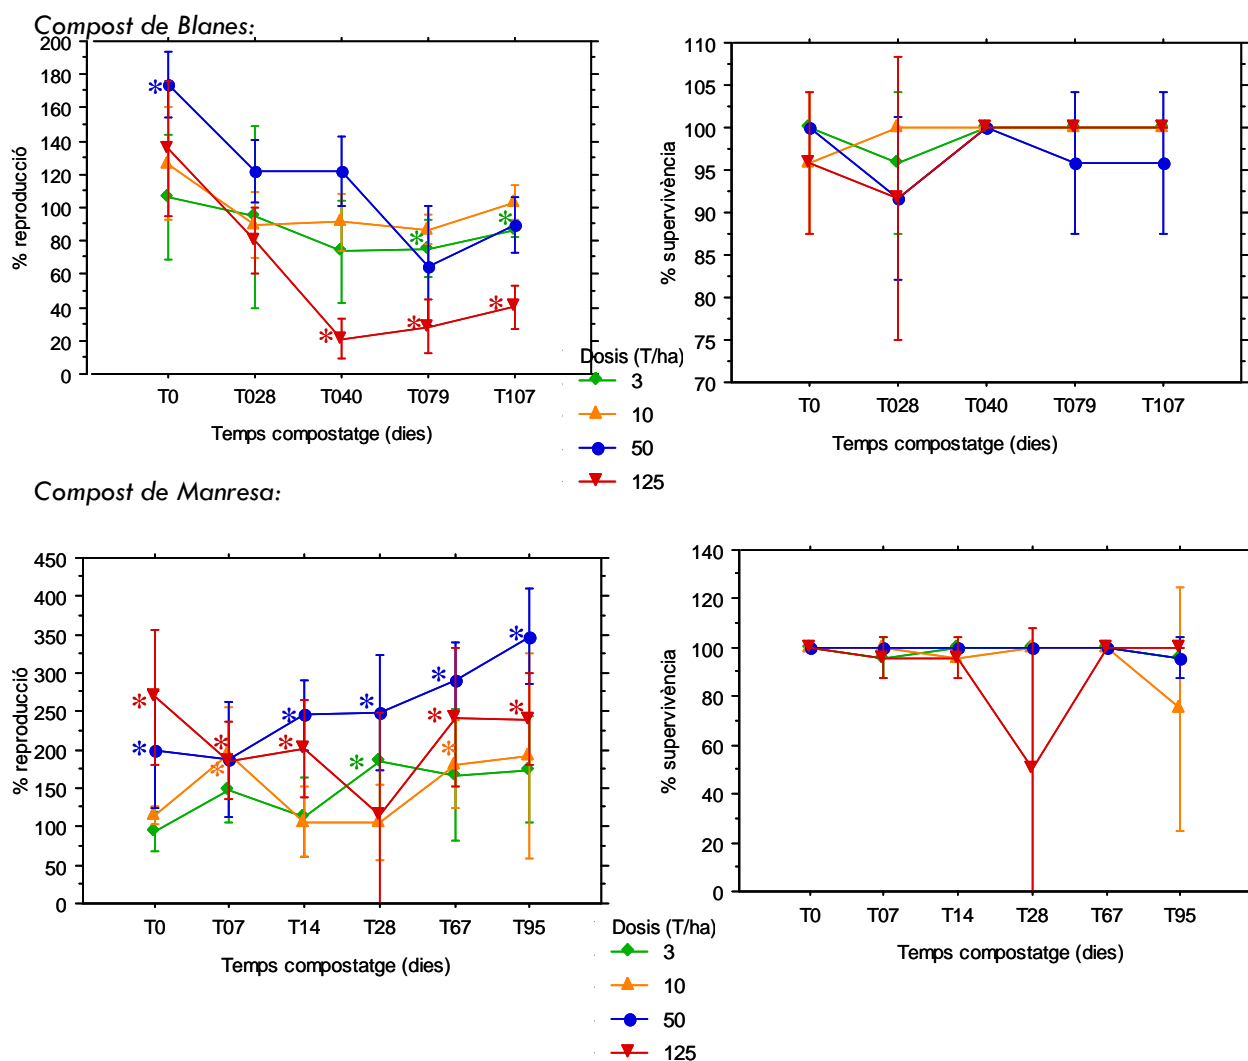 Compost de Blanes:
% reproducció
200
180
160
140
120
100
80
60
40
20
0
T0 T028 T040 T079 T107
Temps compostatge (dies)
% supervivència
110
105
100
95
90
85
80
75
70
T0 T028 T040 T079 T107
Temps compostatge (dies)
Dosis (T/ha)
3
10
50
125
Compost de Manresa:
% reproducció
450
400
350
300
250
200
150
100
50
0
T0 T07 T14 T28 T67 T95
Temps compostatge (dies)
% supervivència
140
120
100
80
60
40
20
0
T0 T07 T14 T28 T67 T95
Temps compostatge (dies)
Dosis (T/ha)
3
10
50
125